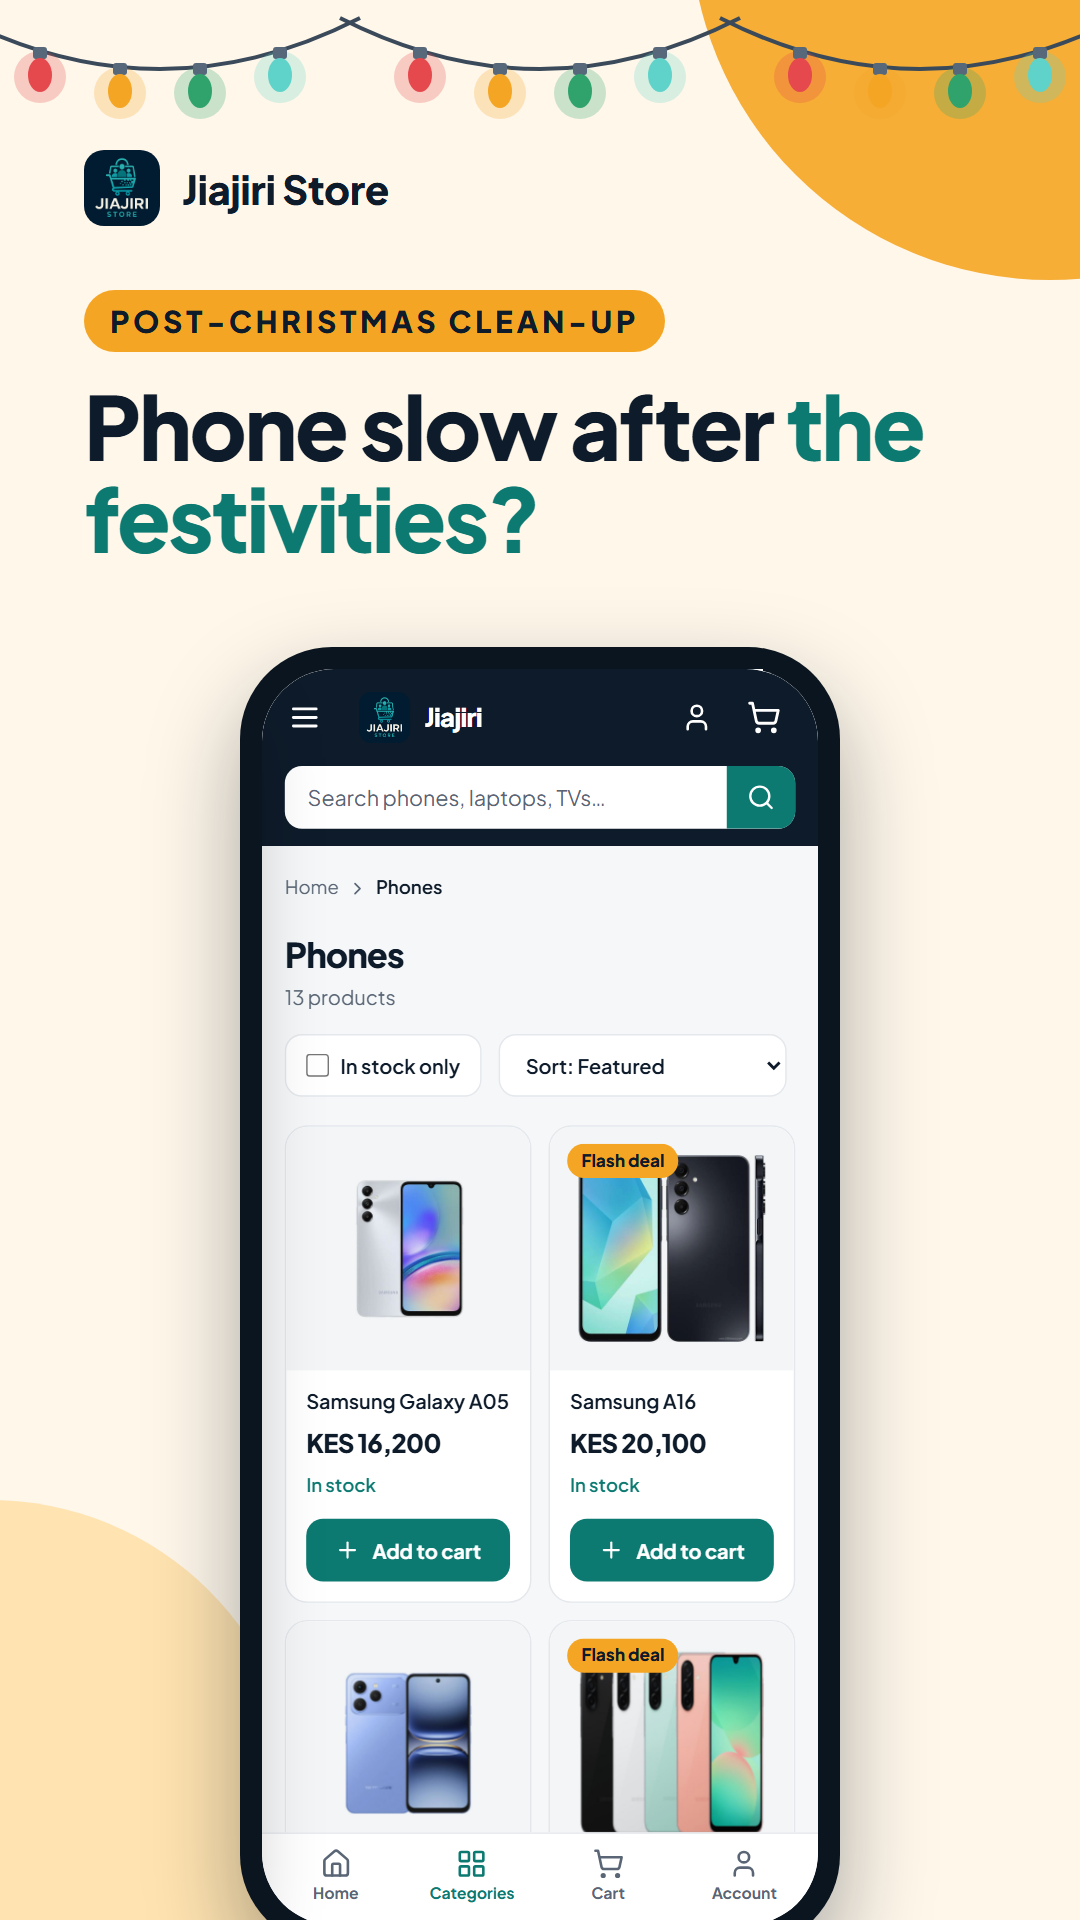 JIAJIRI
STORE
Jiajiri Store
POST-CHRISTMAS CLEAN-UP
Phone slow after the
festivities?
JIAJIRI
STORE
Jiajiri
Search phones, laptops, TVs...
Home > Phones
Phones
13 products
In stock only
Sort: Featured
Flash deal
Samsung Galaxy A05
Samsung A16
KES 16,200
KES 20,100
In stock
In stock
+ Add to cart
+ Add to cart
Flash deal
Home
Categories
Cart
Account